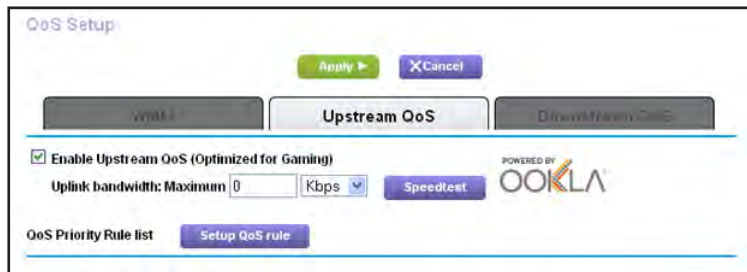 QoS Setup
Apply ▶ X Cancel
WMM Upstream QoS Downstream QoS
Enable Upstream QoS (Optimized for Gaming)
POWERED BY
Uplink bandwidth: Maximum 0 Kbps Speedtest OOKLA
QoS Priority Rule list Setup QoS rule